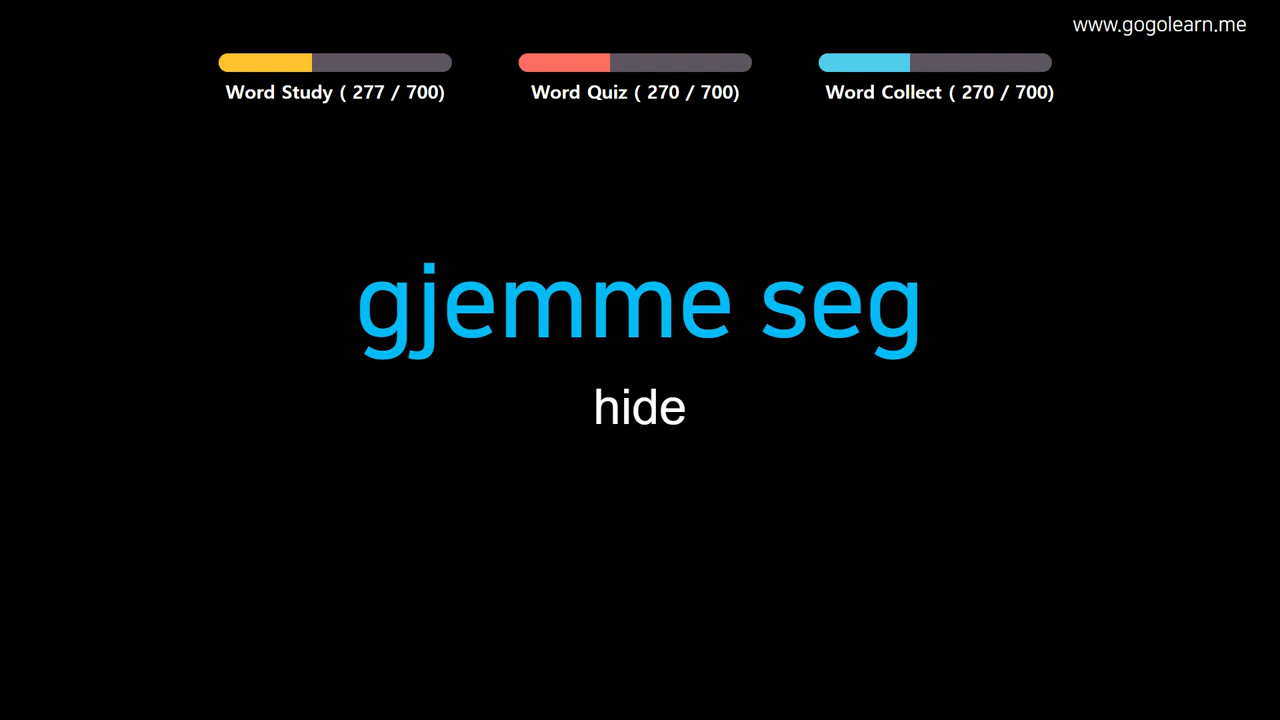 www.gogolearn.me
Word Study ( 277 / 700)
Word Quiz ( 270 / 700)
Word Collect ( 270 / 700)
gjemme seg
hide